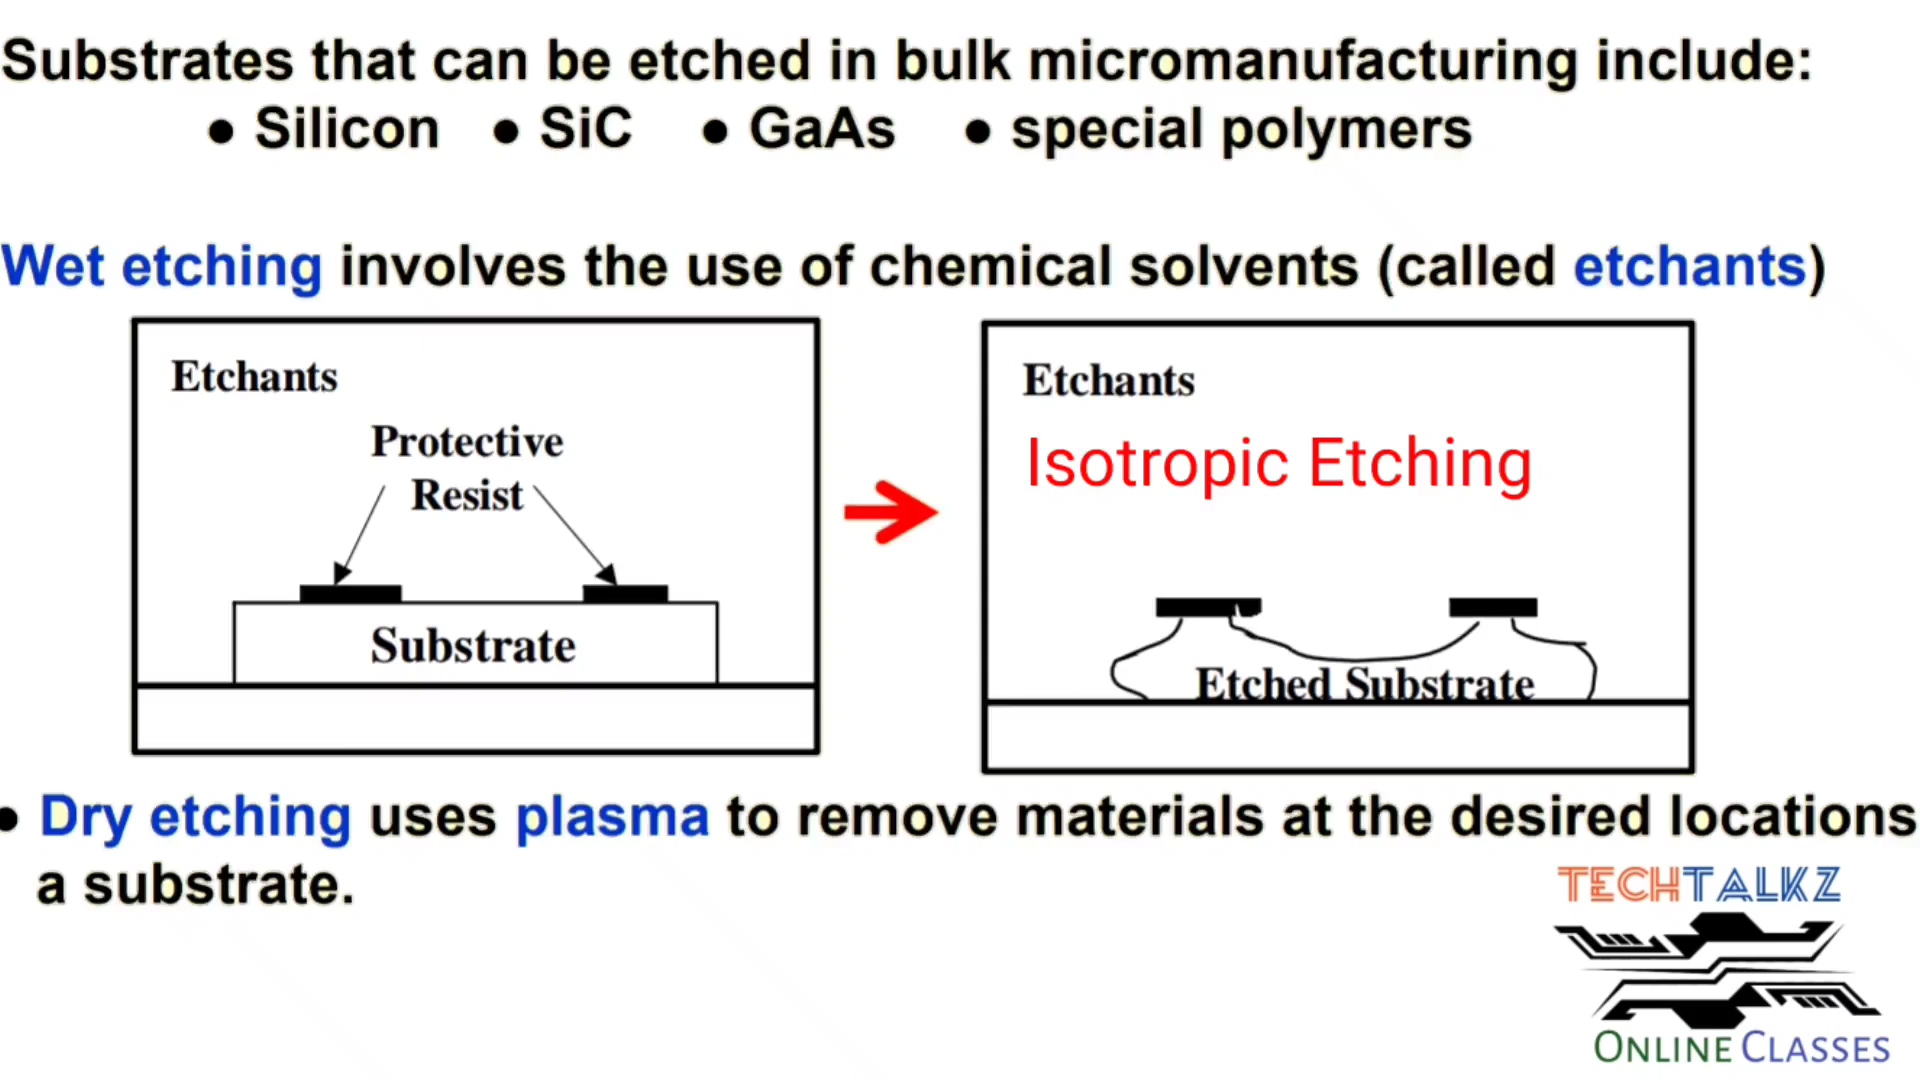 Substrates that can be etched in bulk micromanufacturing include:
● Silicon ● SiC ● GaAs ● special polymers
Wet etching involves the use of chemical solvents (called etchants)
Etchants
Protective
Resist
Substrate
Etchants
Isotropic Etching
Etched Substrate
● Dry etching uses plasma to remove materials at the desired locations
a substrate.
TECHTALKZ
ONLINE CLASSES